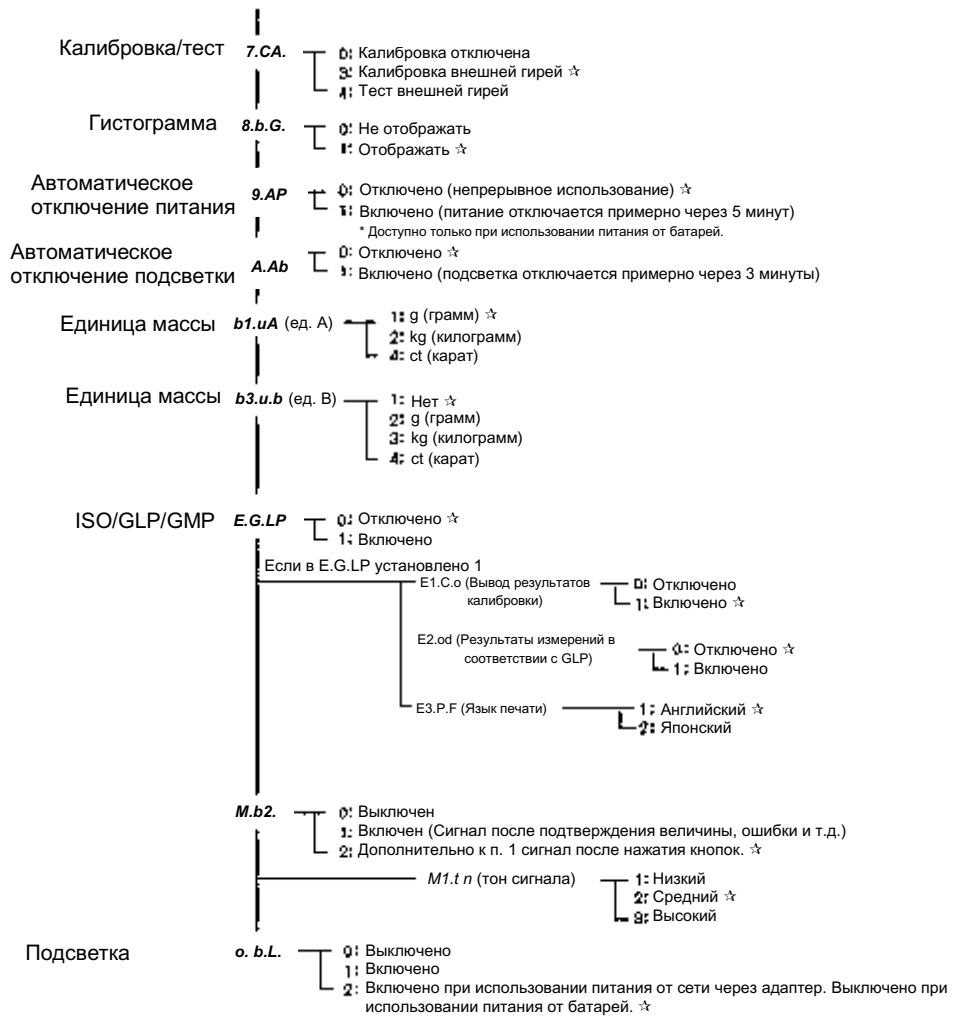 Калибровка/тест 7.CA. 0: Калибровка отключена
3: Калибровка внешней гирей ☆
4: Тест внешней гирей
Гистограмма 8.b.G. 0: Не отображать
1: Отображать ☆
Автоматическое
отключение питания 9.AP 0: Отключено (непрерывное использование) ☆
1: Включено (питание отключается примерно через 5 минут)
* Доступно только при использовании питания от батарей.
Автоматическое
отключение подсветки A.Ab 0: Отключено ☆
1: Включено (подсветка отключается примерно через 3 минуты)
Единица массы b1.uA (ед. A) 1: g (грамм) ☆
2: kg (килограмм)
4: ct (карат)
Единица массы b3.u.b (ед. B) 1: Нет ☆
2: g (грамм)
3: kg (килограмм)
4: ct (карат)
ISO/GLP/GMP E.G.LP 0: Отключено ☆
1: Включено
Если в E.G.LP установлено 1
E1.C.o (Вывод результатов
калибровки)
0: Отключено
1: Включено ☆
E2.od (Результаты измерений в
соответствии с GLP)
0: Отключено ☆
1: Включено
E3.P.F (Язык печати) 1: Английский ☆
2: Японский
M.b2. 0: Выключен
1: Включен (Сигнал после подтверждения величины, ошибки и т.д.)
2: Дополнительно к п. 1 сигнал после нажатия кнопок. ☆
M1.t n (тон сигнала) 1: Низкий
2: Средний ☆
3: Высокий
Подсветка o. b.L. 0: Выключено
1: Включено
2: Включено при использовании питания от сети через адаптер. Выключено при
использовании питания от батарей. ☆